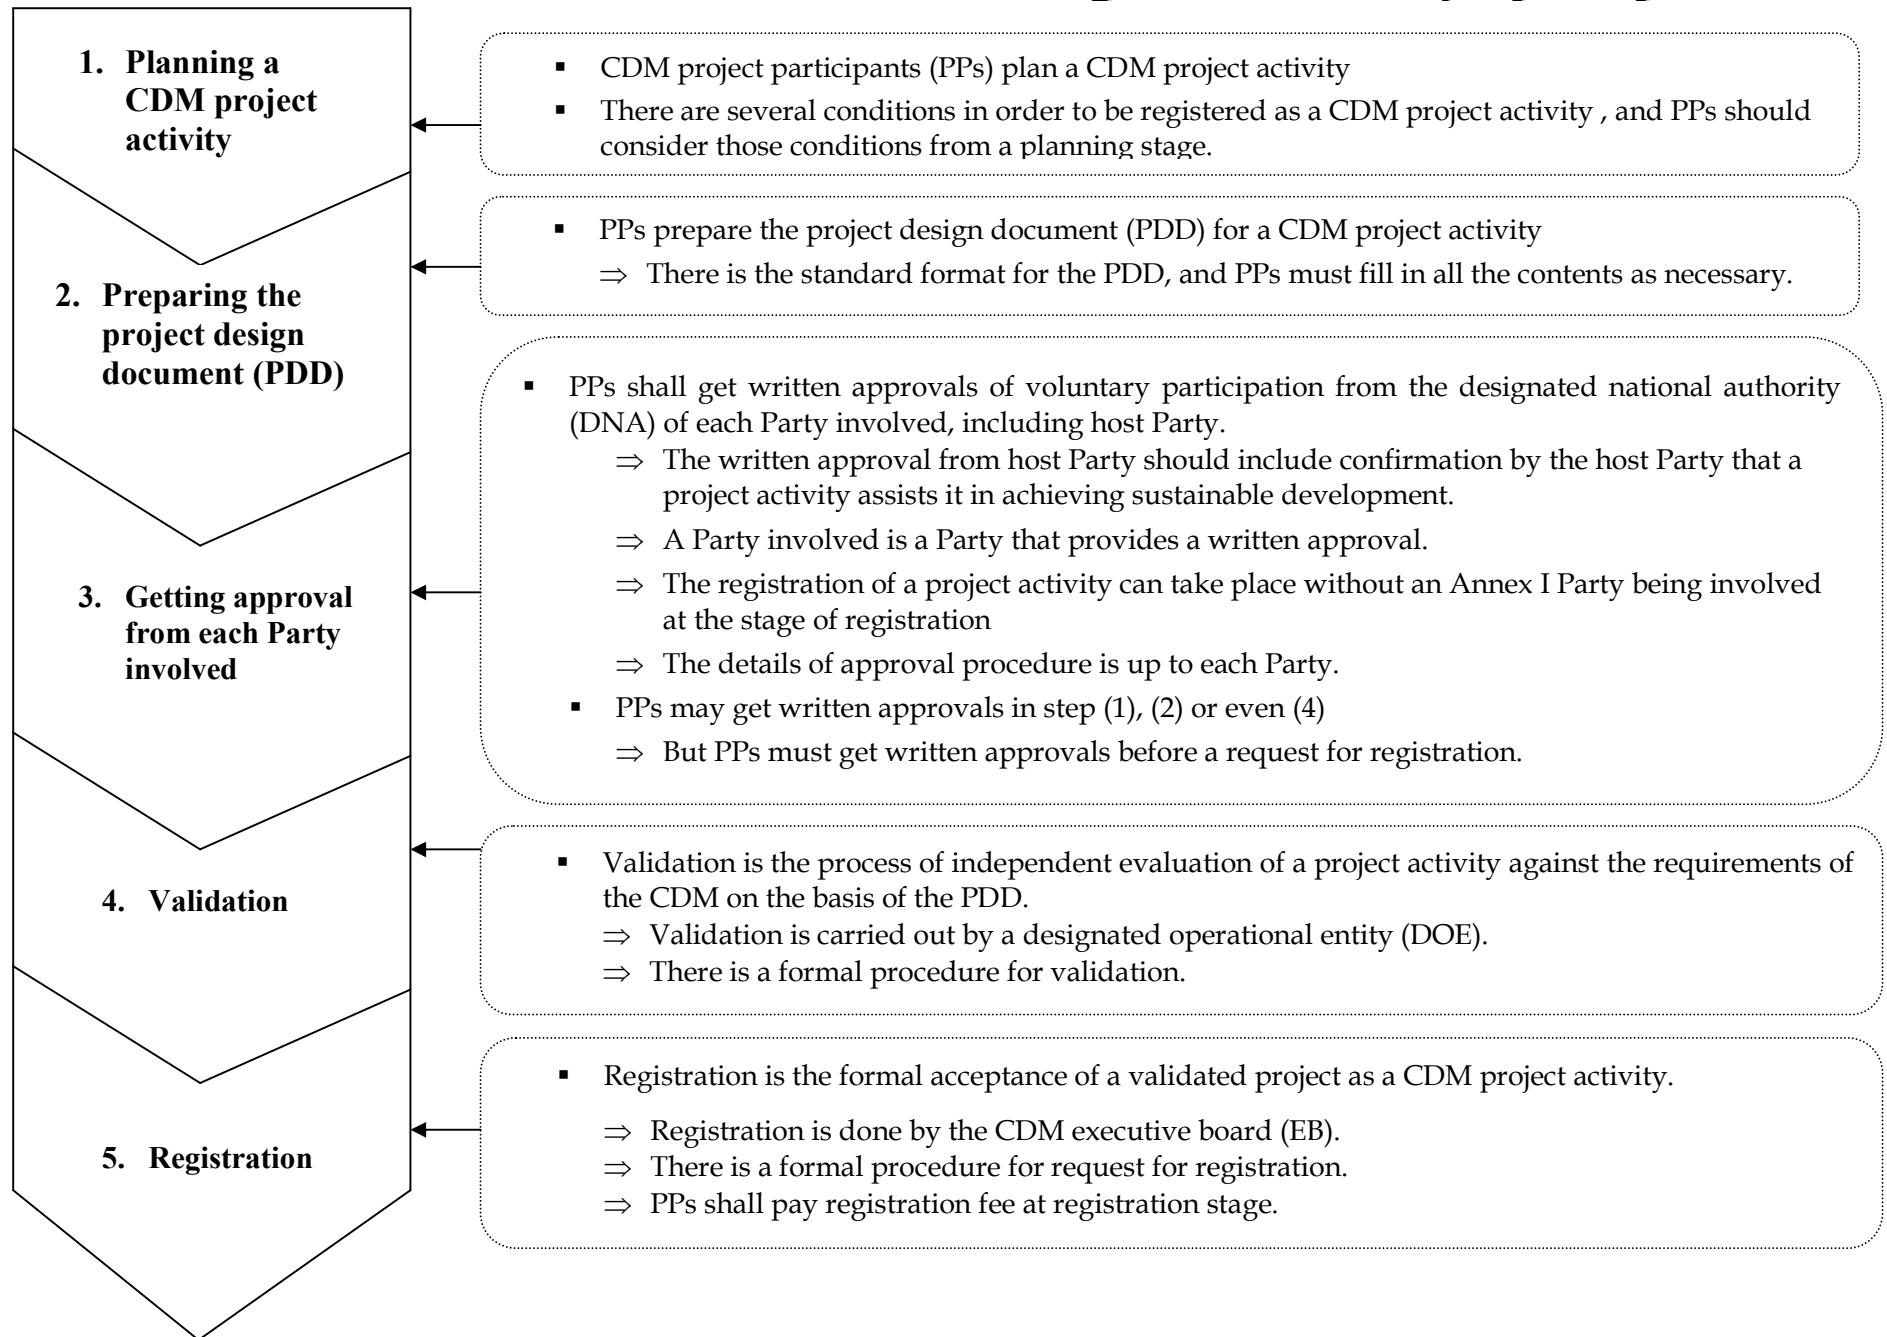 1. Planning a
CDM project
activity
▪ CDM project participants (PPs) plan a CDM project activity
▪ There are several conditions in order to be registered as a CDM project activity , and PPs should
consider those conditions from a planning stage.
2. Preparing the
project design
document (PDD)
▪ PPs prepare the project design document (PDD) for a CDM project activity
⇒ There is the standard format for the PDD, and PPs must fill in all the contents as necessary.
3. Getting approval
from each Party
involved
▪ PPs shall get written approvals of voluntary participation from the designated national authority
(DNA) of each Party involved, including host Party.
⇒ The written approval from host Party should include confirmation by the host Party that a
project activity assists it in achieving sustainable development.
⇒ A Party involved is a Party that provides a written approval.
⇒ The registration of a project activity can take place without an Annex I Party being involved
at the stage of registration
⇒ The details of approval procedure is up to each Party.
▪ PPs may get written approvals in step (1), (2) or even (4)
⇒ But PPs must get written approvals before a request for registration.
4. Validation
▪ Validation is the process of independent evaluation of a project activity against the requirements of
the CDM on the basis of the PDD.
⇒ Validation is carried out by a designated operational entity (DOE).
⇒ There is a formal procedure for validation.
5. Registration
▪ Registration is the formal acceptance of a validated project as a CDM project activity.
⇒ Registration is done by the CDM executive board (EB).
⇒ There is a formal procedure for request for registration.
⇒ PPs shall pay registration fee at registration stage.